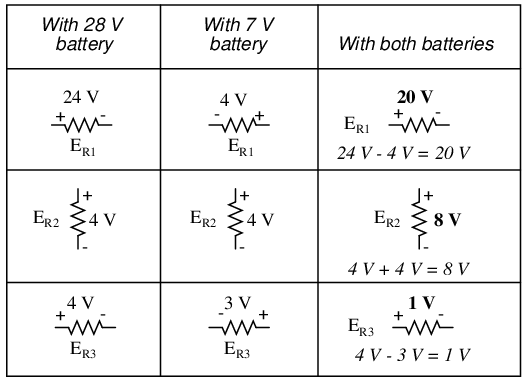 With 28 V
battery
With 7 V
battery
With both batteries
24 V
+ -
E_R1
4 V
- +
E_R1
20 V
E_R1 + -
24 V - 4 V = 20 V
+
E_R2 4 V
-
+
E_R2 4 V
-
+
E_R2 8 V
-
4 V + 4 V = 8 V
4 V
+ -
E_R3
3 V
- +
E_R3
1 V
E_R3 + -
4 V - 3 V = 1 V